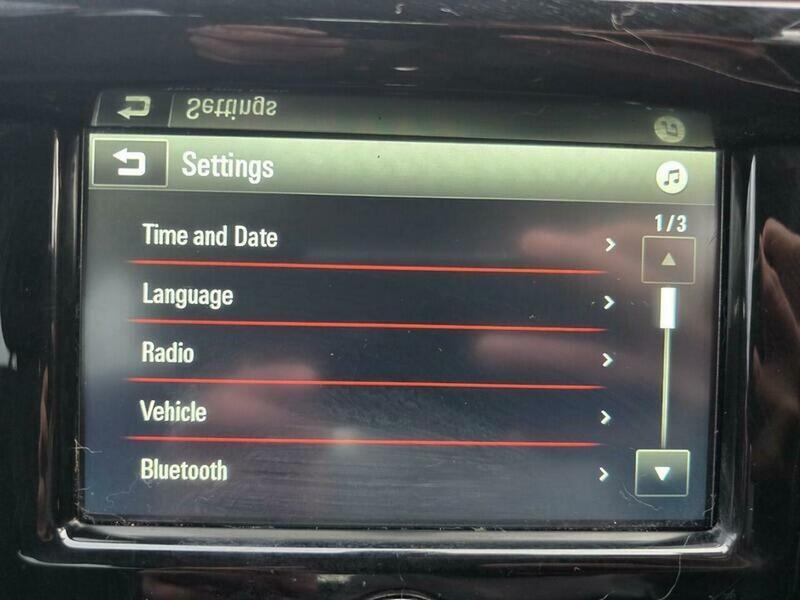 Settings
Settings
1/3
Time and Date
Language
Radio
Vehicle
Bluetooth